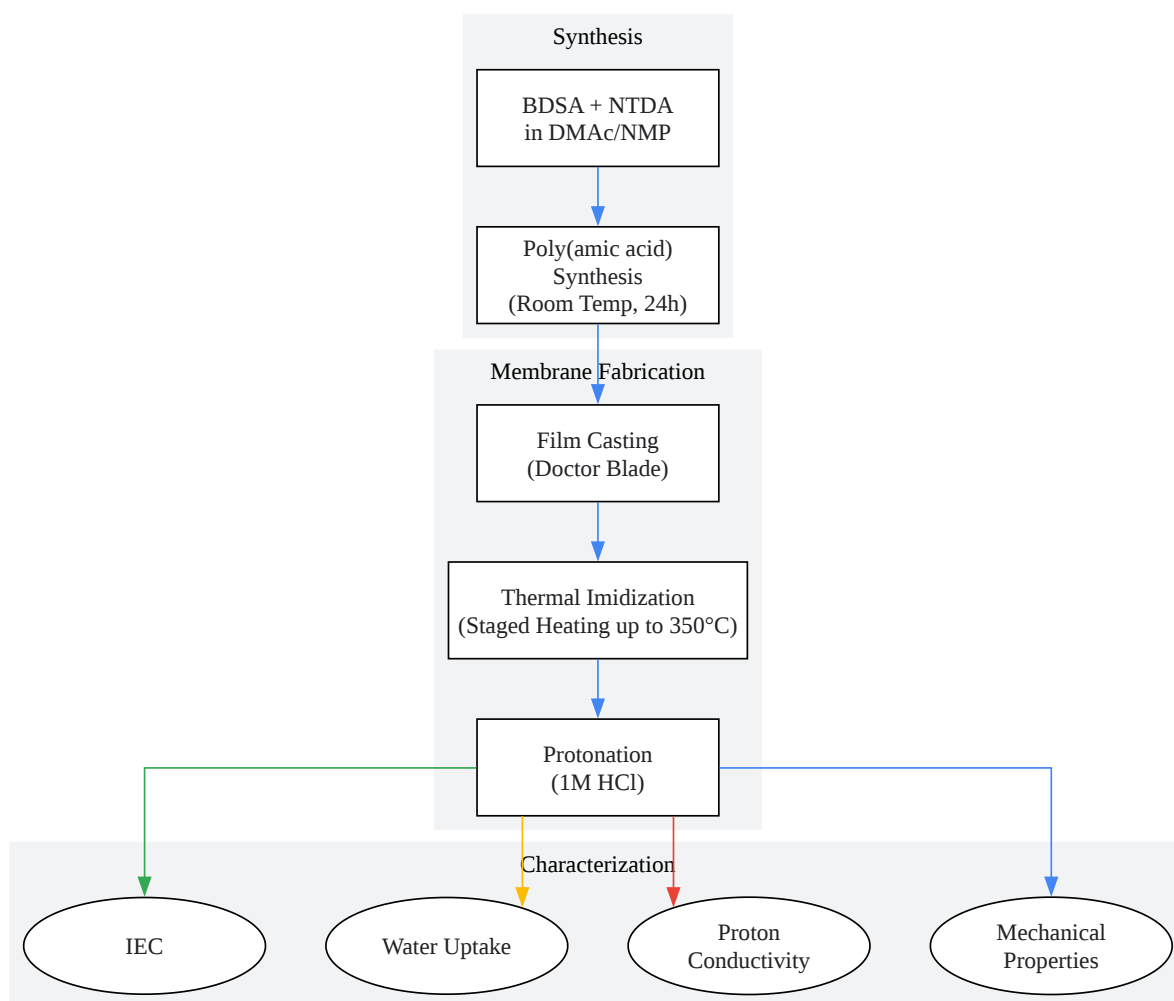 Synthesis
BDSA + NTDA
in DMAc/NMP
Poly(amic acid)
Synthesis
(Room Temp, 24h)
Membrane Fabrication
Film Casting
(Doctor Blade)
Thermal Imidization
(Staged Heating up to 350°C)
Protonation
(1M HCl)
Characterization
IEC
Water Uptake
Proton
Conductivity
Mechanical
Properties